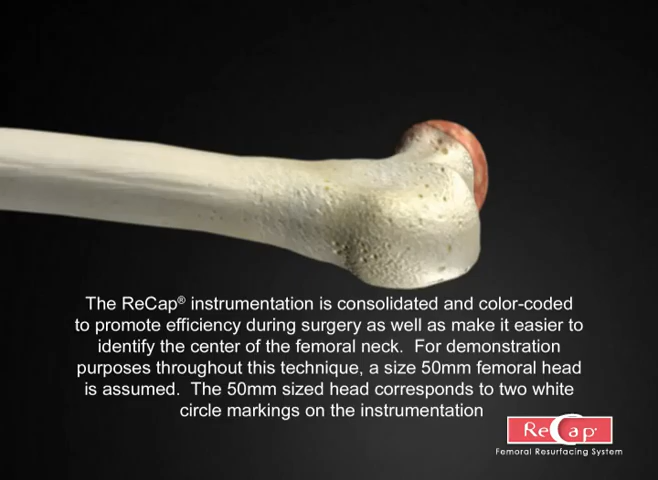 The ReCap® instrumentation is consolidated and color-coded
to promote efficiency during surgery as well as make it easier to
identify the center of the femoral neck.  For demonstration
purposes throughout this technique, a size 50mm femoral head
is assumed.  The 50mm sized head corresponds to two white
circle markings on the instrumentation
ReCap®
Femoral Resurfacing System